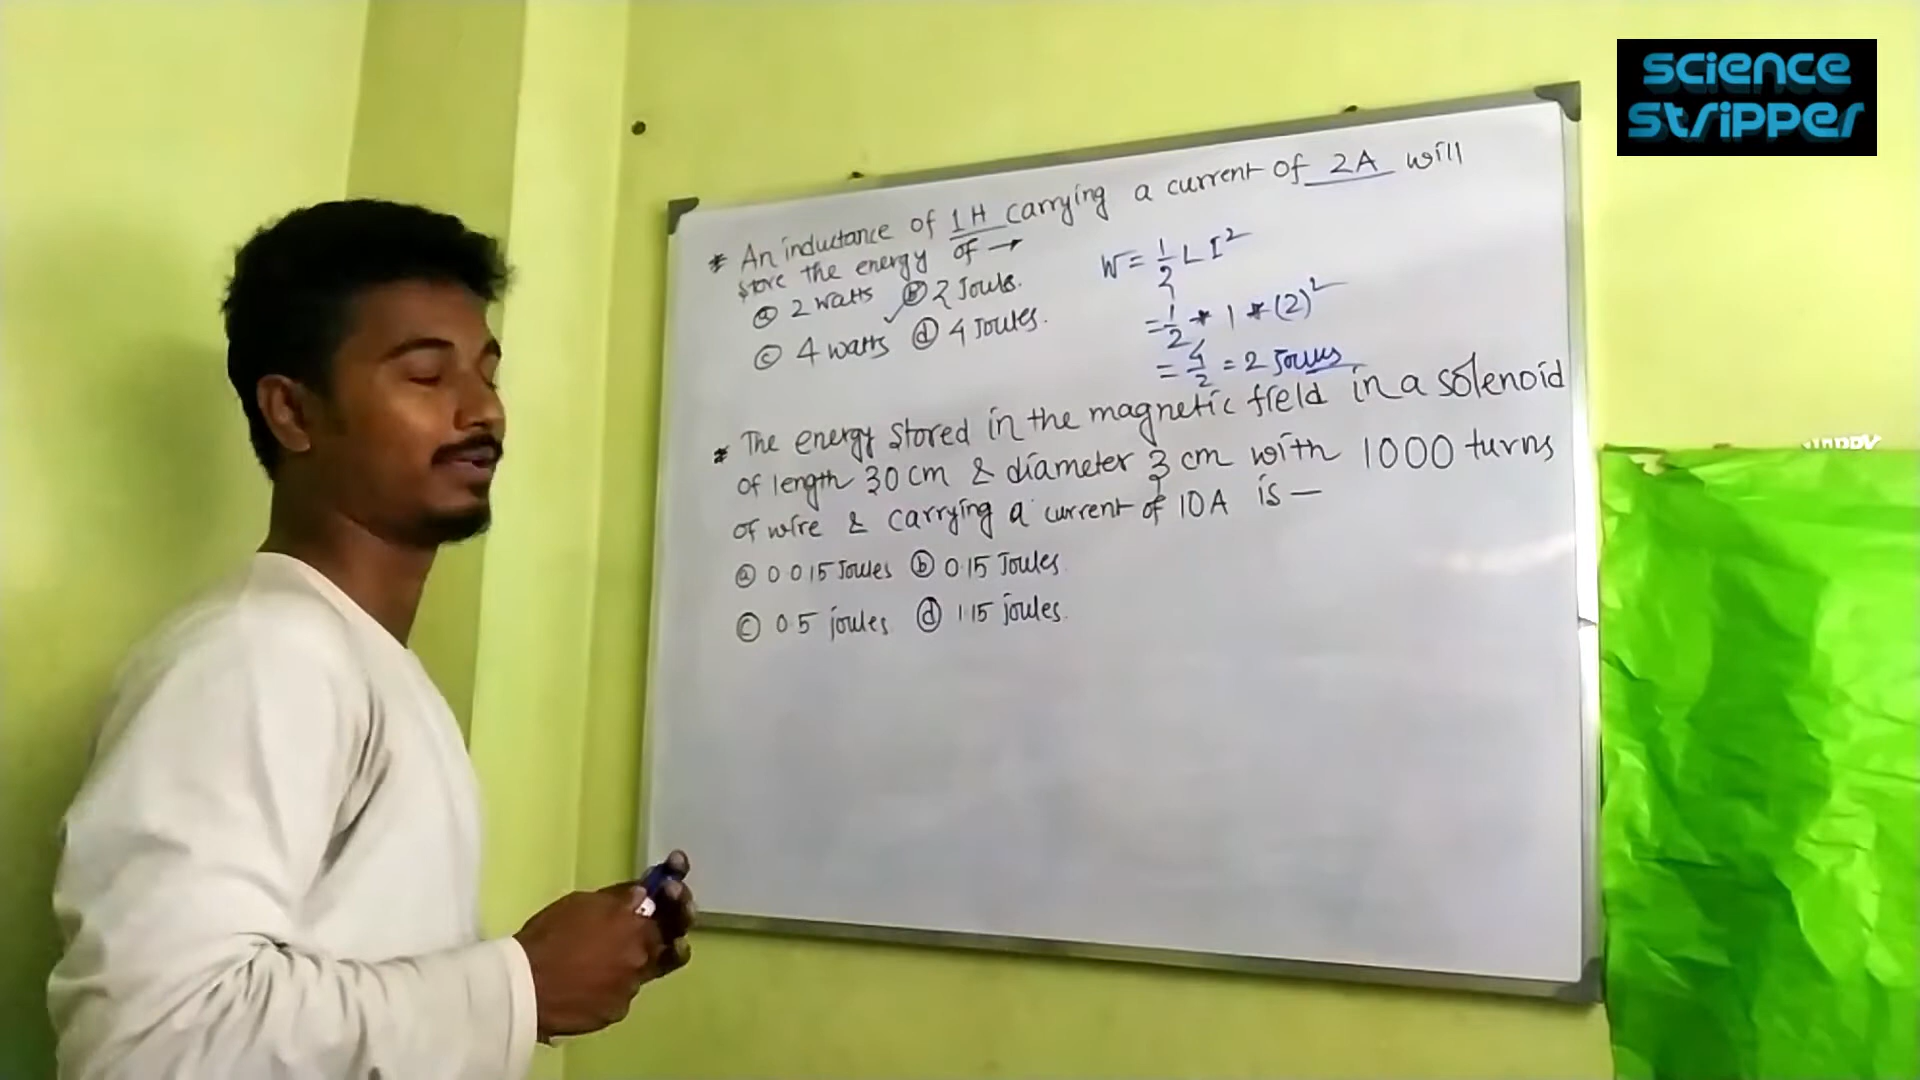 science
stripper
* An inductance of 1H carrying a current of 2A will
store the energy of →
ⓐ 2 watts ⓑ 2 Jouls.
ⓒ 4 watts ⓓ 4 Joules.
W = 1/2 L I²
= 1/2 * 1 * (2)²
= 4/2 = 2 Joules
* The energy stored in the magnetic field in a solenoid
of length 30 cm & diameter 3 cm with 1000 turns
of wire & carrying a current of 10A is —
ⓐ 0.015 Joules ⓑ 0.15 Joules.
ⓒ 0.5 joules ⓓ 1.15 joules.